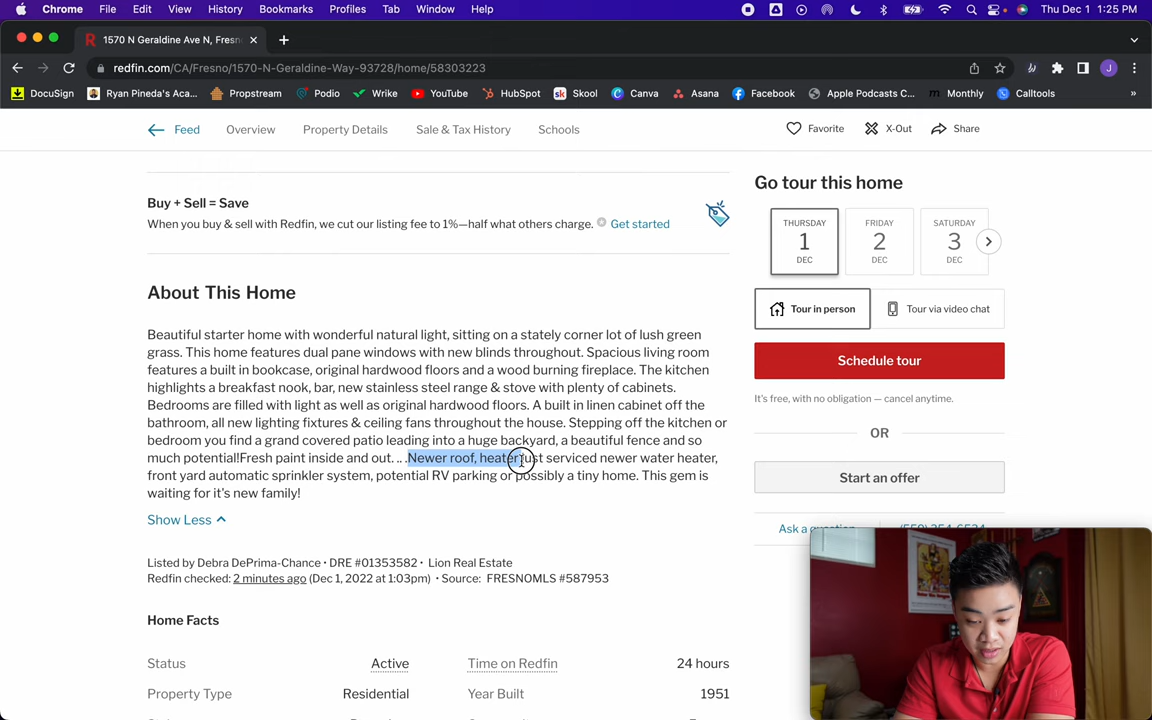 Chrome File Edit View History Bookmarks Profiles Tab Window Help Thu Dec 1 1:25 PM
1570 N Geraldine Ave N, Fresn
redfin.com/CA/Fresno/1570-N-Geraldine-Way-93728/home/58303223
DocuSign Ryan Pineda's Aca... Propstream Podio Wrike YouTube HubSpot Skool Canva Asana Facebook Apple Podcasts C... Monthly Calltools »
Feed Overview Property Details Sale & Tax History Schools Favorite X-Out Share
Buy + Sell = Save
When you buy & sell with Redfin, we cut our listing fee to 1%—half what others charge. Get started
About This Home
Beautiful starter home with wonderful natural light, sitting on a stately corner lot of lush green
grass. This home features dual pane windows with new blinds throughout. Spacious living room
features a built in bookcase, original hardwood floors and a wood burning fireplace. The kitchen
highlights a breakfast nook, bar, new stainless steel range & stove with plenty of cabinets.
Bedrooms are filled with light as well as original hardwood floors. A built in linen cabinet off the
bathroom, all new lighting fixtures & ceiling fans throughout the house. Stepping off the kitchen or
bedroom you find a grand covered patio leading into a huge backyard, a beautiful fence and so
much potential!Fresh paint inside and out. .. .Newer roof, heater just serviced newer water heater,
front yard automatic sprinkler system, potential RV parking or possibly a tiny home. This gem is
waiting for it's new family!
Show Less
Listed by Debra DePrima-Chance • DRE #01353582 • Lion Real Estate
Redfin checked: 2 minutes ago (Dec 1, 2022 at 1:03pm) • Source: FRESNOMLS #587953
Home Facts
Status Active Time on Redfin 24 hours
Property Type Residential Year Built 1951
Go tour this home
THURSDAY FRIDAY SATURDAY
1 2 3
DEC DEC DEC
Tour in person Tour via video chat
Schedule tour
It's free, with no obligation — cancel anytime.
OR
Start an offer
Ask a question